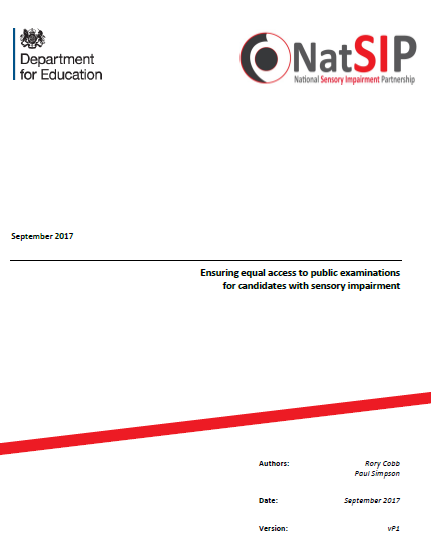 Department
for Education
NatSIP
National Sensory Impairment Partnership
September 2017
Ensuring equal access to public examinations
for candidates with sensory impairment
Authors: Rory Cobb
Paul Simpson
Date: September 2017
Version: vP1